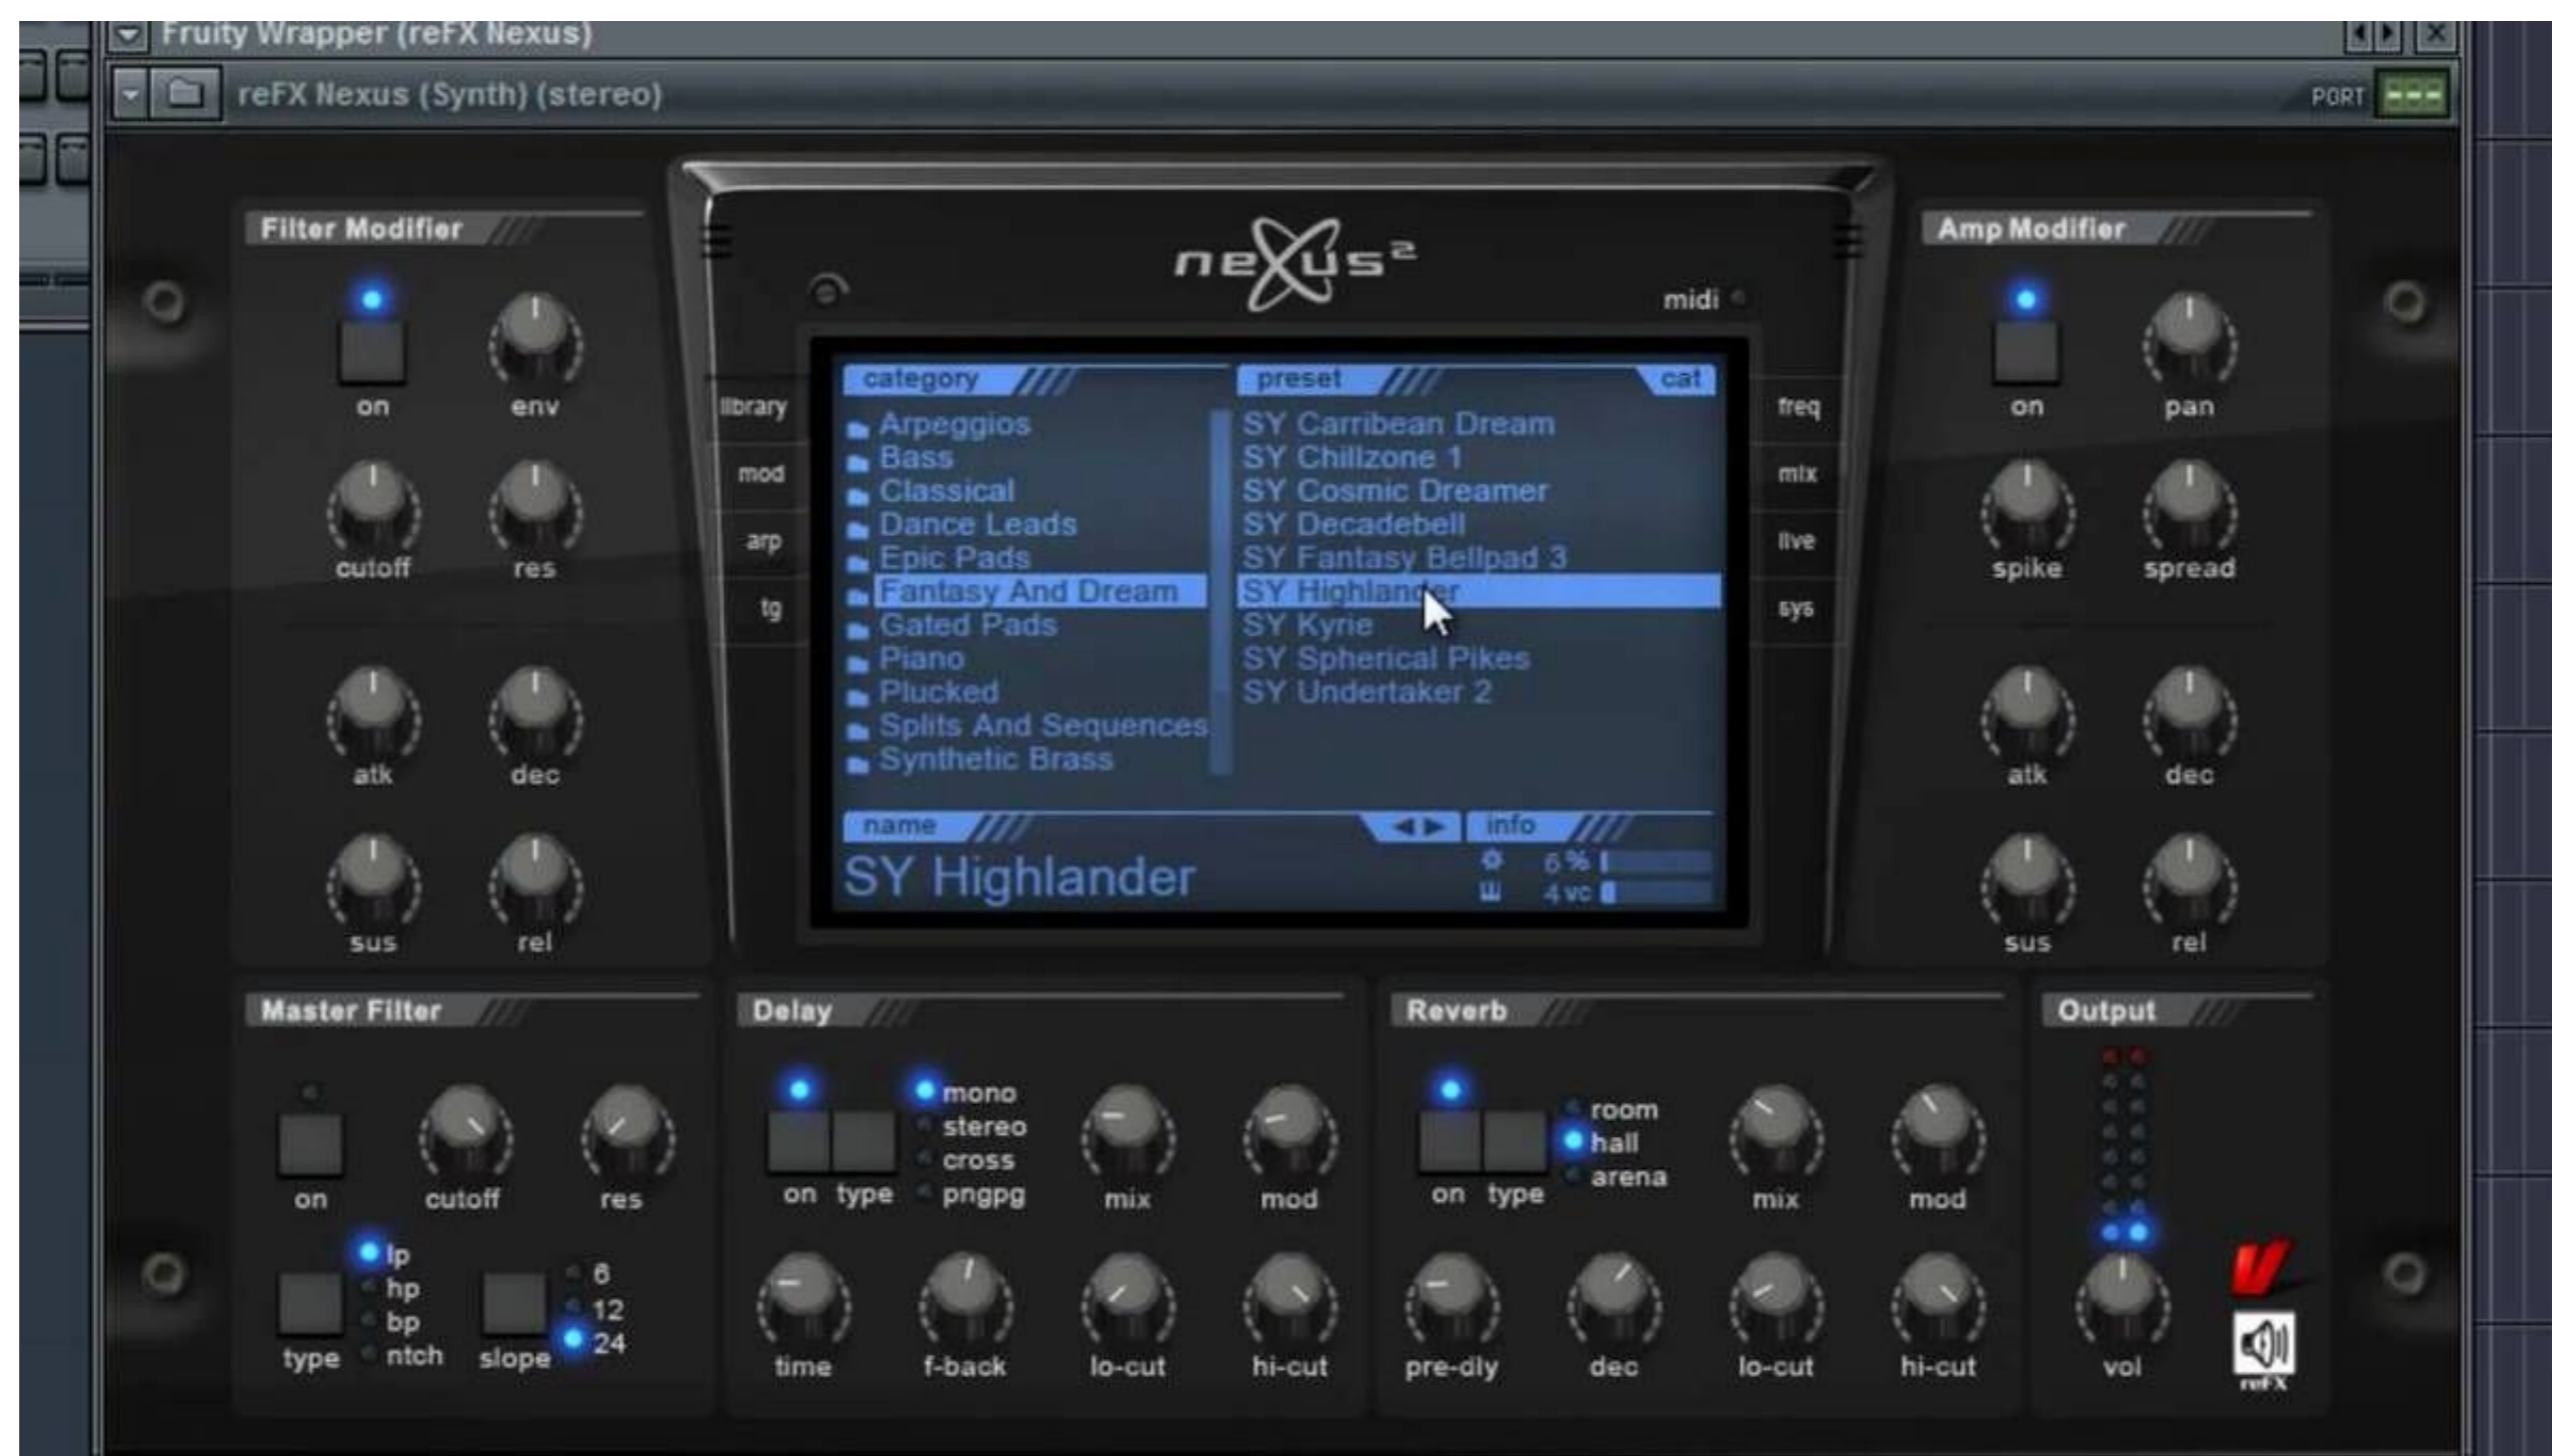 Fruity Wrapper (reFX Nexus)
reFX Nexus (Synth) (stereo)
PORT
Filter Modifier
on
env
cutoff
res
atk
dec
sus
rel
neXus²
midi
library
mod
arp
tg
category
Arpeggios
Bass
Classical
Dance Leads
Epic Pads
Fantasy And Dream
Gated Pads
Piano
Plucked
Splits And Sequences
Synthetic Brass
preset
cat
SY Carribean Dream
SY Chillzone 1
SY Cosmic Dreamer
SY Decadebell
SY Fantasy Bellpad 3
SY Highlander
SY Kyrie
SY Spherical Pikes
SY Undertaker 2
name
SY Highlander
info
6 %
4 vc
freq
mix
live
sys
Amp Modifier
on
pan
spike
spread
atk
dec
sus
rel
Master Filter
on
cutoff
res
type
lp
hp
bp
ntch
slope
6
12
24
Delay
on
type
mono
stereo
cross
pngpg
mix
mod
time
f-back
lo-cut
hi-cut
Reverb
on
type
room
hall
arena
mix
mod
pre-dly
dec
lo-cut
hi-cut
Output
vol
reFX